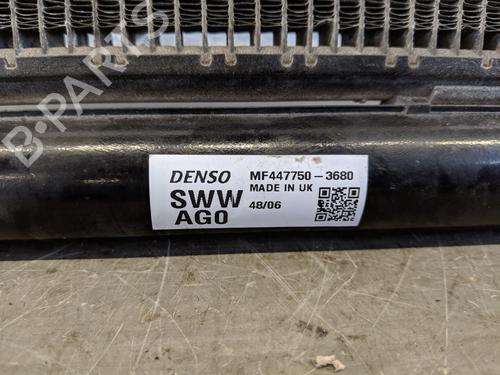 B-PARTS
DENSO MF447750-3680
SWW MADE IN UK
AG0 48/06